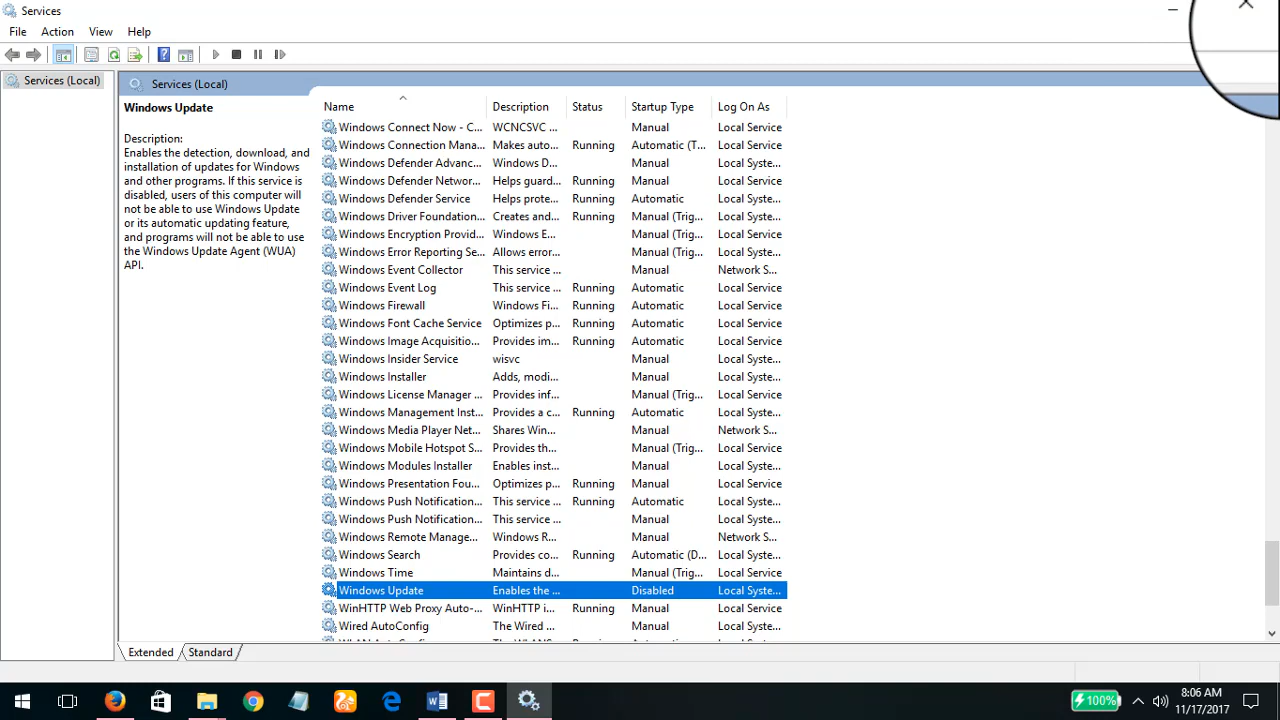 Services
File Action View Help
Services (Local)
Services (Local)
Windows Update
Description:
Enables the detection, download, and
installation of updates for Windows
and other programs. If this service is
disabled, users of this computer will
not be able to use Windows Update
or its automatic updating feature,
and programs will not be able to use
the Windows Update Agent (WUA)
API.
Name Description Status Startup Type Log On As
Windows Connect Now - C... WCNCSVC ... Manual Local Service
Windows Connection Mana... Makes auto... Running Automatic (T... Local Service
Windows Defender Advanc... Windows D... Manual Local Syste...
Windows Defender Networ... Helps guard... Running Manual Local Service
Windows Defender Service Helps prote... Running Automatic Local Syste...
Windows Driver Foundation... Creates and... Running Manual (Trig... Local Syste...
Windows Encryption Provid... Windows E... Manual (Trig... Local Service
Windows Error Reporting Se... Allows error... Manual (Trig... Local Syste...
Windows Event Collector This service ... Manual Network S...
Windows Event Log This service ... Running Automatic Local Service
Windows Firewall Windows Fi... Running Automatic Local Service
Windows Font Cache Service Optimizes p... Running Automatic Local Service
Windows Image Acquisitio... Provides im... Running Automatic Local Service
Windows Insider Service wisvc Manual Local Syste...
Windows Installer Adds, modi... Manual Local Syste...
Windows License Manager ... Provides inf... Manual (Trig... Local Service
Windows Management Inst... Provides a c... Running Automatic Local Syste...
Windows Media Player Net... Shares Win... Manual Network S...
Windows Mobile Hotspot S... Provides th... Manual (Trig... Local Service
Windows Modules Installer Enables inst... Manual Local Syste...
Windows Presentation Fou... Optimizes p... Running Manual Local Service
Windows Push Notification... This service ... Running Automatic Local Syste...
Windows Push Notification... This service ... Manual Local Syste...
Windows Remote Manage... Windows R... Manual Network S...
Windows Search Provides co... Running Automatic (D... Local Syste...
Windows Time Maintains d... Manual (Trig... Local Service
Windows Update Enables the ... Disabled Local Syste...
WinHTTP Web Proxy Auto-... WinHTTP i... Running Manual Local Service
Wired AutoConfig The Wired ... Manual Local Syste...
Extended Standard
100%
8:06 AM
11/17/2017